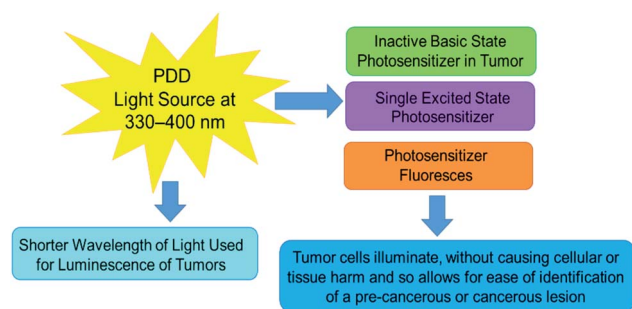 PDD
Light Source at
330–400 nm
Inactive Basic State
Photosensitizer in Tumor
Single Excited State
Photosensitizer
Photosensitizer
Fluoresces
Shorter Wavelength of Light Used
for Luminescence of Tumors
Tumor cells illuminate, without causing cellular or
tissue harm and so allows for ease of identification
of a pre-cancerous or cancerous lesion